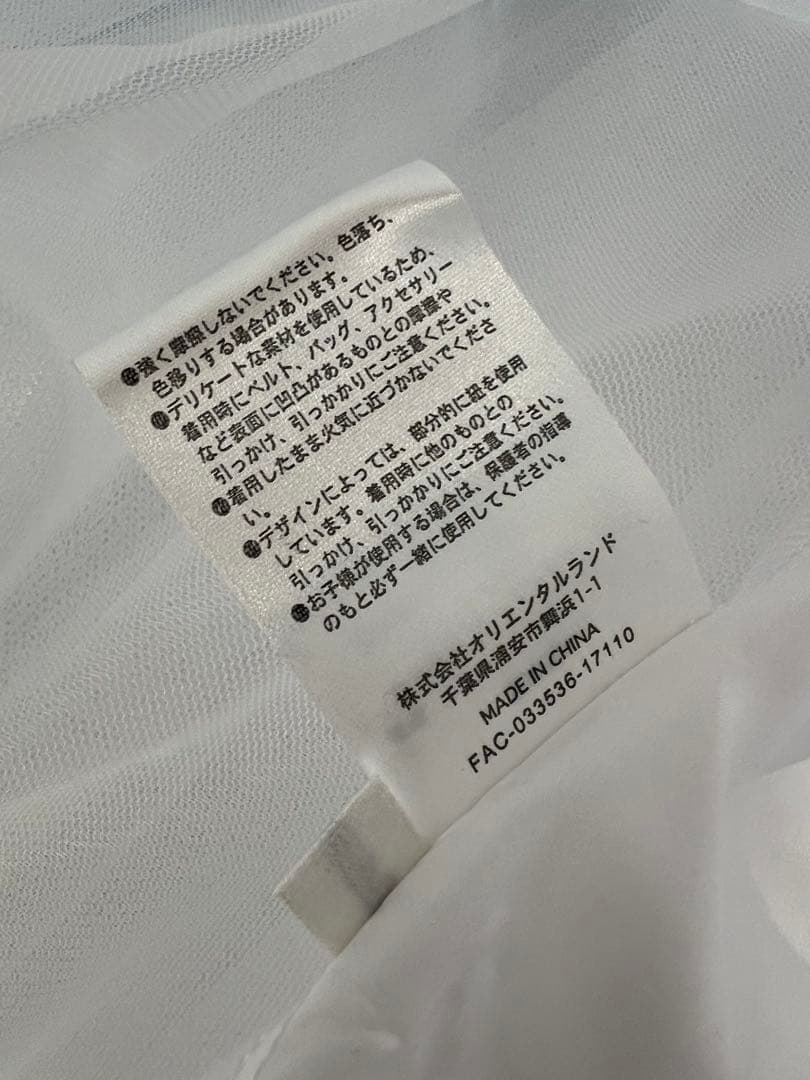 ㊟強く摩擦しないでください。色落ち、
色移りする場合があります。
㊟デリケートな素材を使用しているため、
着用時にベルト、バッグ、アクセサリー
など表面に凹凸があるものとの摩擦や
引っかけ、引っかかりにご注意ください。
㊟着用したまま火気に近づかないでくださ
い。
㊟デザインによっては、部分的に紐を使用
しています。着用時に他のものとの
引っかけ、引っかかりにご注意ください。
㊟お子様が使用する場合は、保護者の指導
のもと必ず一緒に使用してください。
株式会社オリエンタルランド
千葉県浦安市舞浜1-1
MADE IN CHINA
FAC-033536-17110